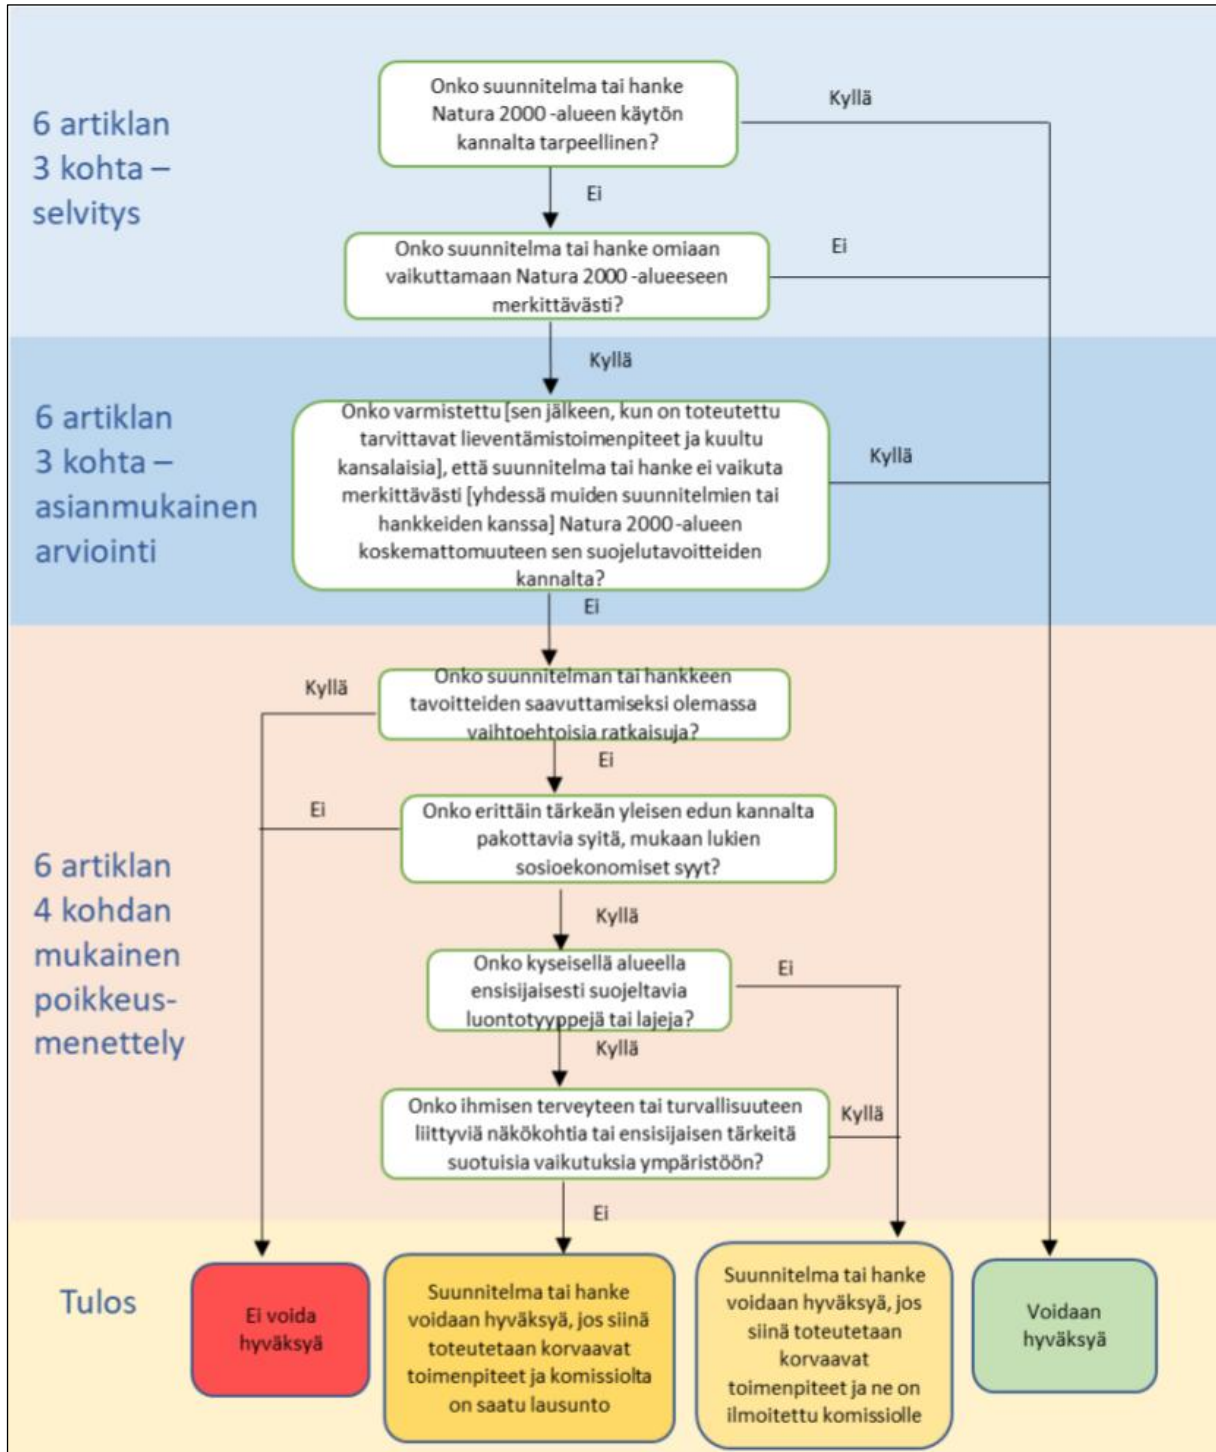 6 artiklan
3 kohta –
selvitys
Onko suunnitelma tai hanke
Natura 2000 -alueen käytön
kannalta tarpeellinen?
Kyllä
Ei
Onko suunnitelma tai hanke omiaan
vaikuttamaan Natura 2000 -alueeseen
merkittävästi?
Ei
Kyllä
6 artiklan
3 kohta –
asianmukainen
arviointi
Onko varmistettu [sen jälkeen, kun on toteutettu
tarvittavat lieventämistoimenpiteet ja kuultu
kansalaisia], että suunnitelma tai hanke ei vaikuta
merkittävästi [yhdessä muiden suunnitelmien tai
hankkeiden kanssa] Natura 2000 -alueen
koskemattomuuteen sen suojelutavoitteiden
kannalta?
Kyllä
Ei
6 artiklan
4 kohdan
mukainen
poikkeus-
menettely
Onko suunnitelman tai hankkeen
tavoitteiden saavuttamiseksi olemassa
vaihtoehtoisia ratkaisuja?
Kyllä
Ei
Onko erittäin tärkeän yleisen edun kannalta
pakottavia syitä, mukaan lukien
sosioekonomiset syyt?
Ei
Kyllä
Onko kyseisellä alueella
ensisijaisesti suojeltavia
luontotyyppejä tai lajeja?
Ei
Kyllä
Onko ihmisen terveyteen tai turvallisuuteen
liittyviä näkökohtia tai ensisijaisen tärkeitä
suotuisia vaikutuksia ympäristöön?
Kyllä
Ei
Tulos
Ei voida
hyväksyä
Suunnitelma tai hanke
voidaan hyväksyä, jos siinä
toteutetaan korvaavat
toimenpiteet ja komissiolta
on saatu lausunto
Suunnitelma tai hanke
voidaan hyväksyä, jos
siinä toteutetaan
korvaavat
toimenpiteet ja ne on
ilmoitettu komissiolle
Voidaan
hyväksyä